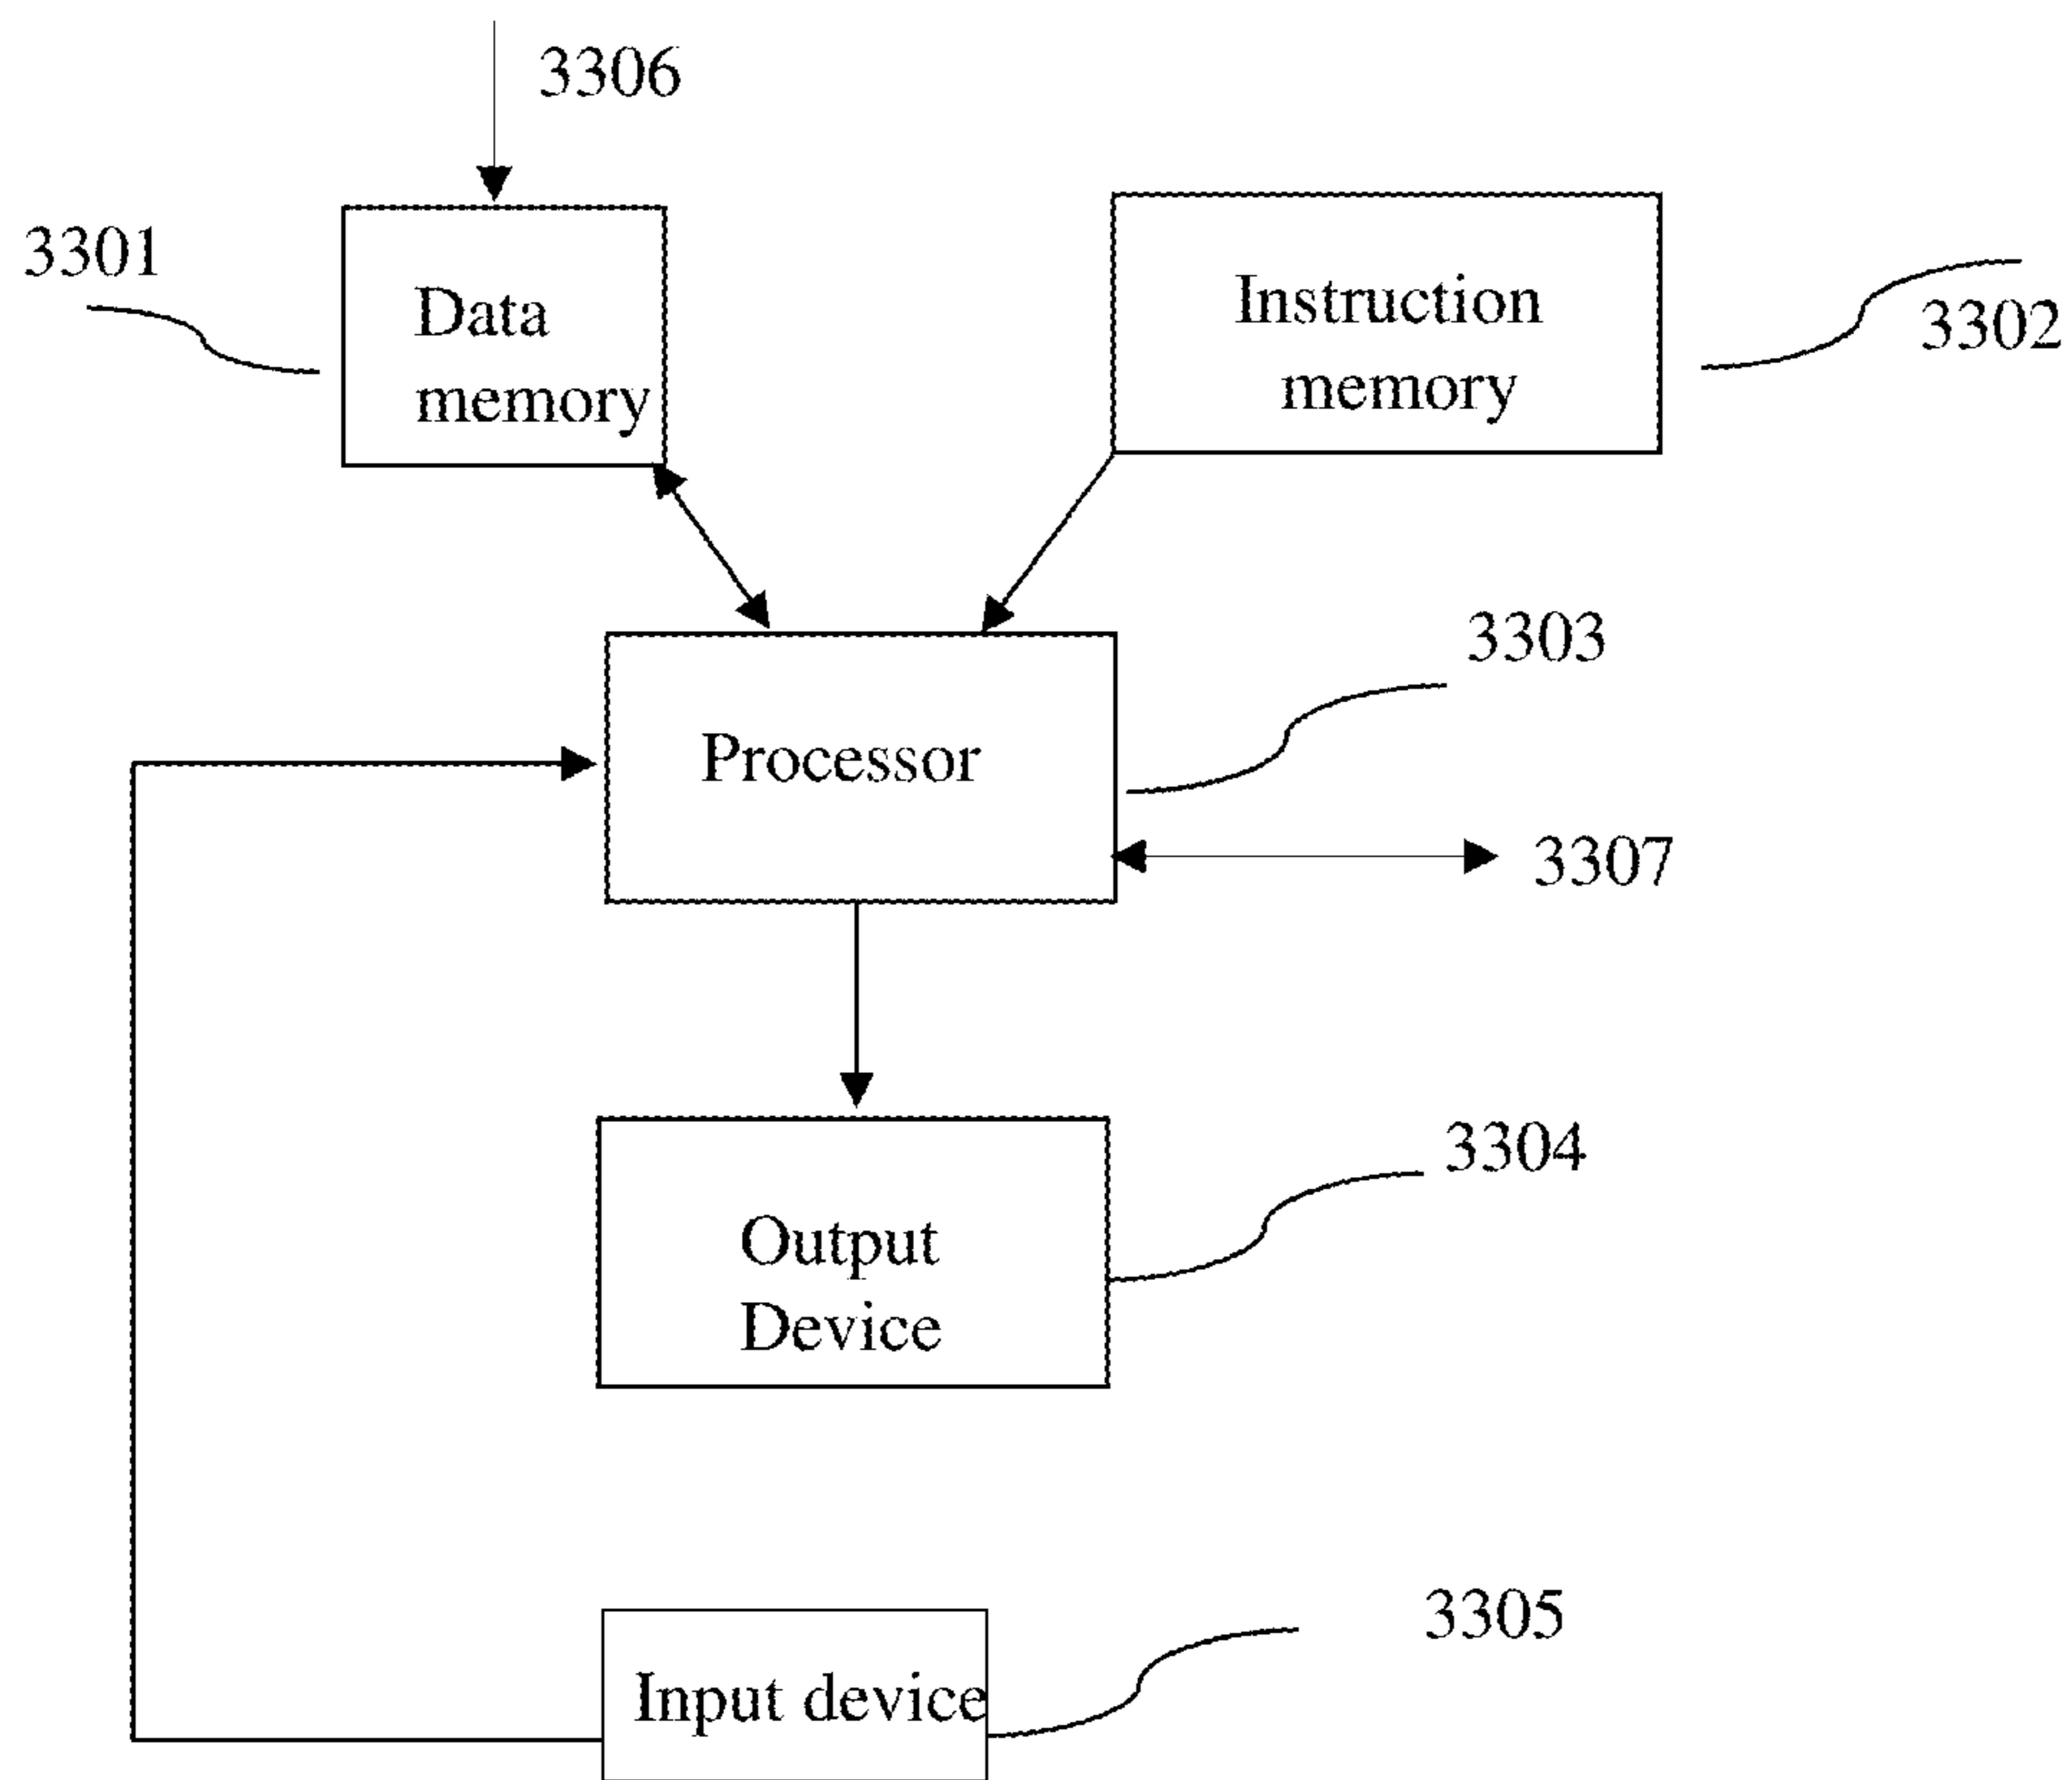 3306
3301
Data
memory
Instruction
memory
3302
3303
Processor
3307
3304
Output
Device
3305
Input device